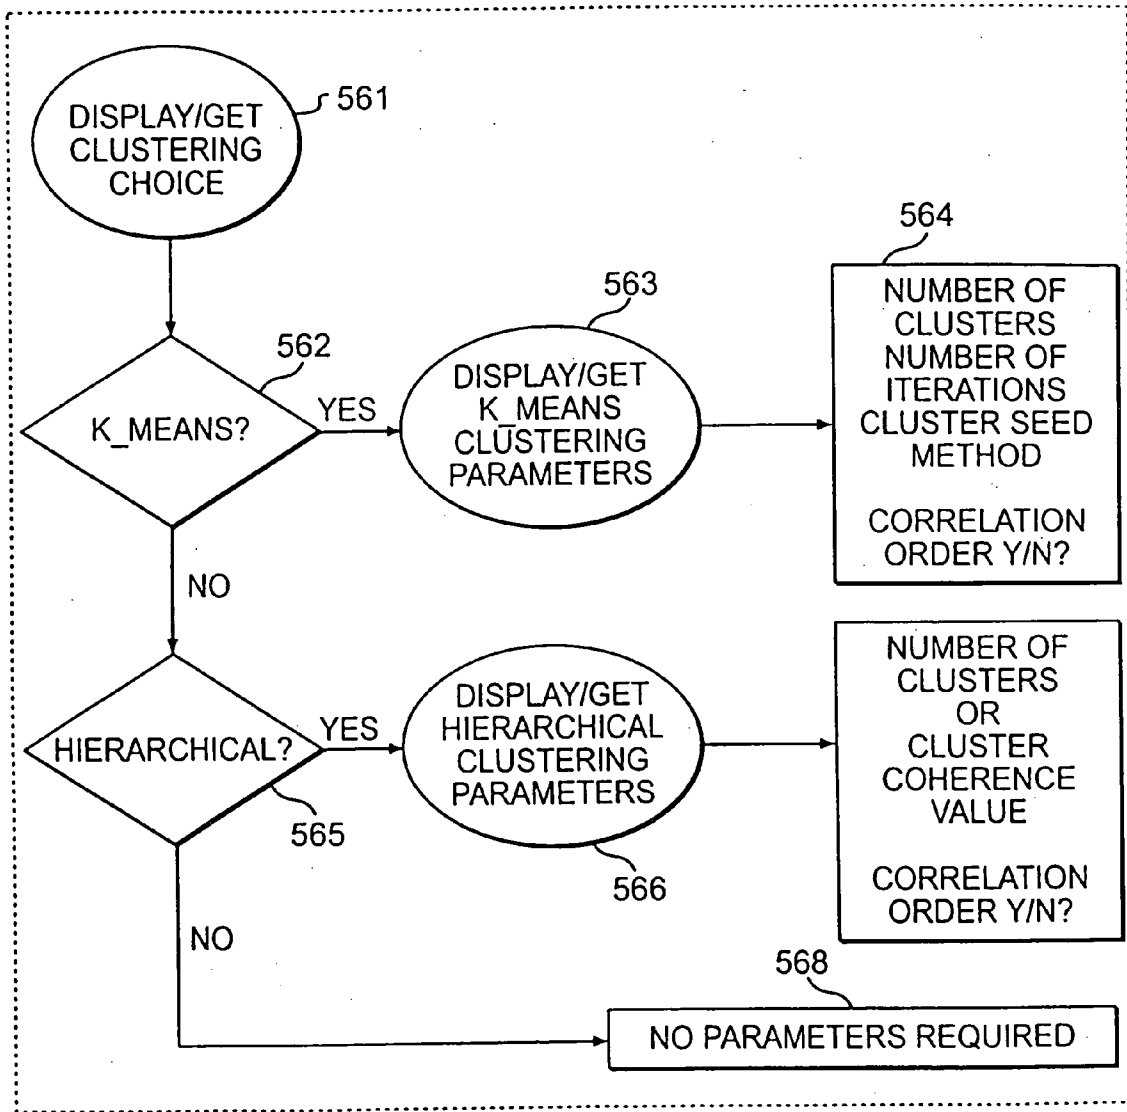 DISPLAY/GET
CLUSTERING
CHOICE
561
K_MEANS?
562
YES
NO
DISPLAY/GET
K_MEANS
CLUSTERING
PARAMETERS
563
564
NUMBER OF
CLUSTERS
NUMBER OF
ITERATIONS
CLUSTER SEED
METHOD
CORRELATION
ORDER Y/N?
HIERARCHICAL?
565
YES
NO
DISPLAY/GET
HIERARCHICAL
CLUSTERING
PARAMETERS
566
NUMBER OF
CLUSTERS
OR
CLUSTER
COHERENCE
VALUE
CORRELATION
ORDER Y/N?
568
NO PARAMETERS REQUIRED